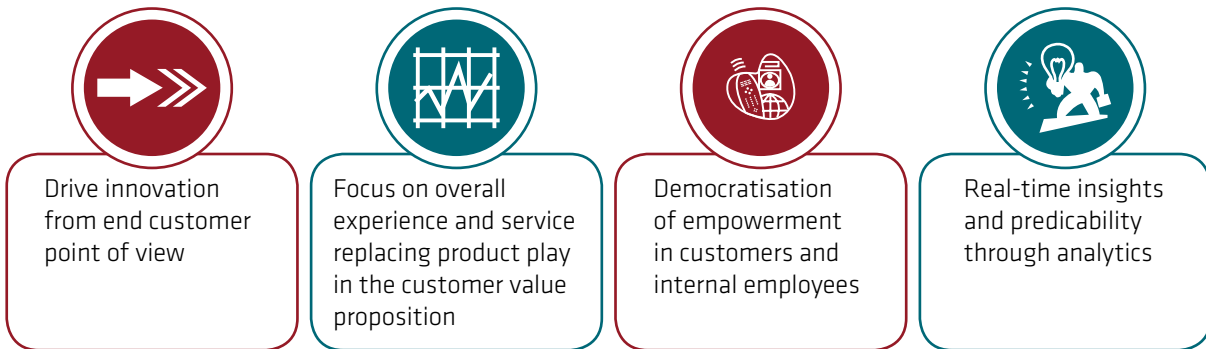 Drive innovation
from end customer
point of view
Focus on overall
experience and service
replacing product play
in the customer value
proposition
Democratisation
of empowerment
in customers and
internal employees
Real-time insights
and predicability
through analytics